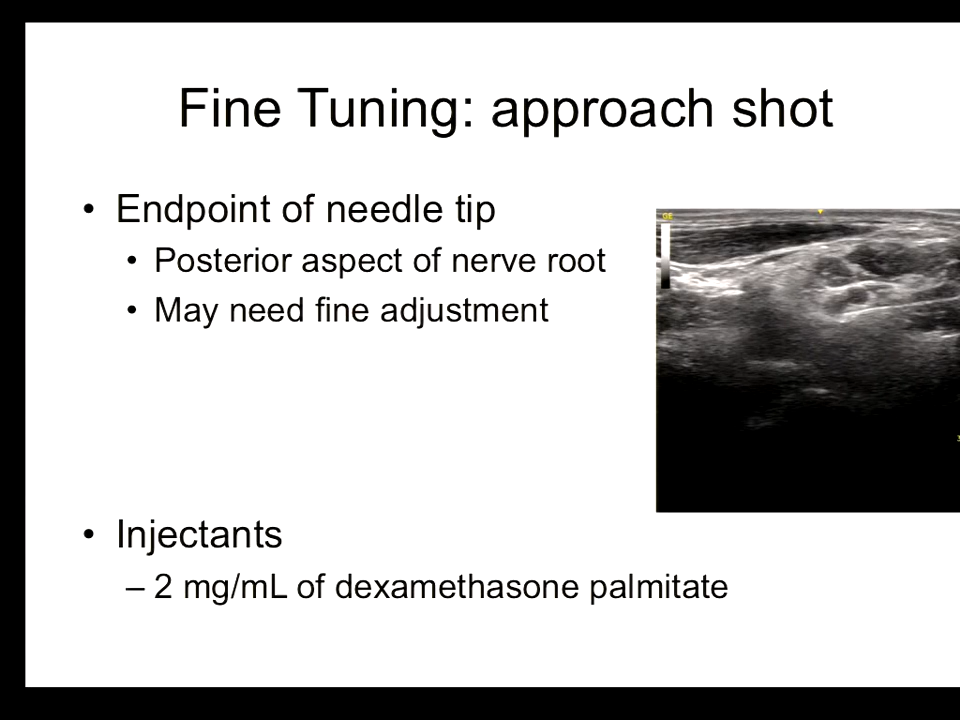 Fine Tuning: approach shot
• Endpoint of needle tip
• Posterior aspect of nerve root
• May need fine adjustment
GE
• Injectants
– 2 mg/mL of dexamethasone palmitate